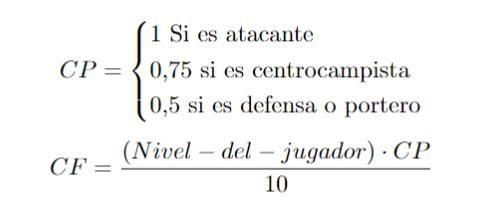 1 Si es atacante
CP = { 0,75 si es centrocampista
0,5 si es defensa o portero
CF = (Nivel − del − jugador) · CP
10